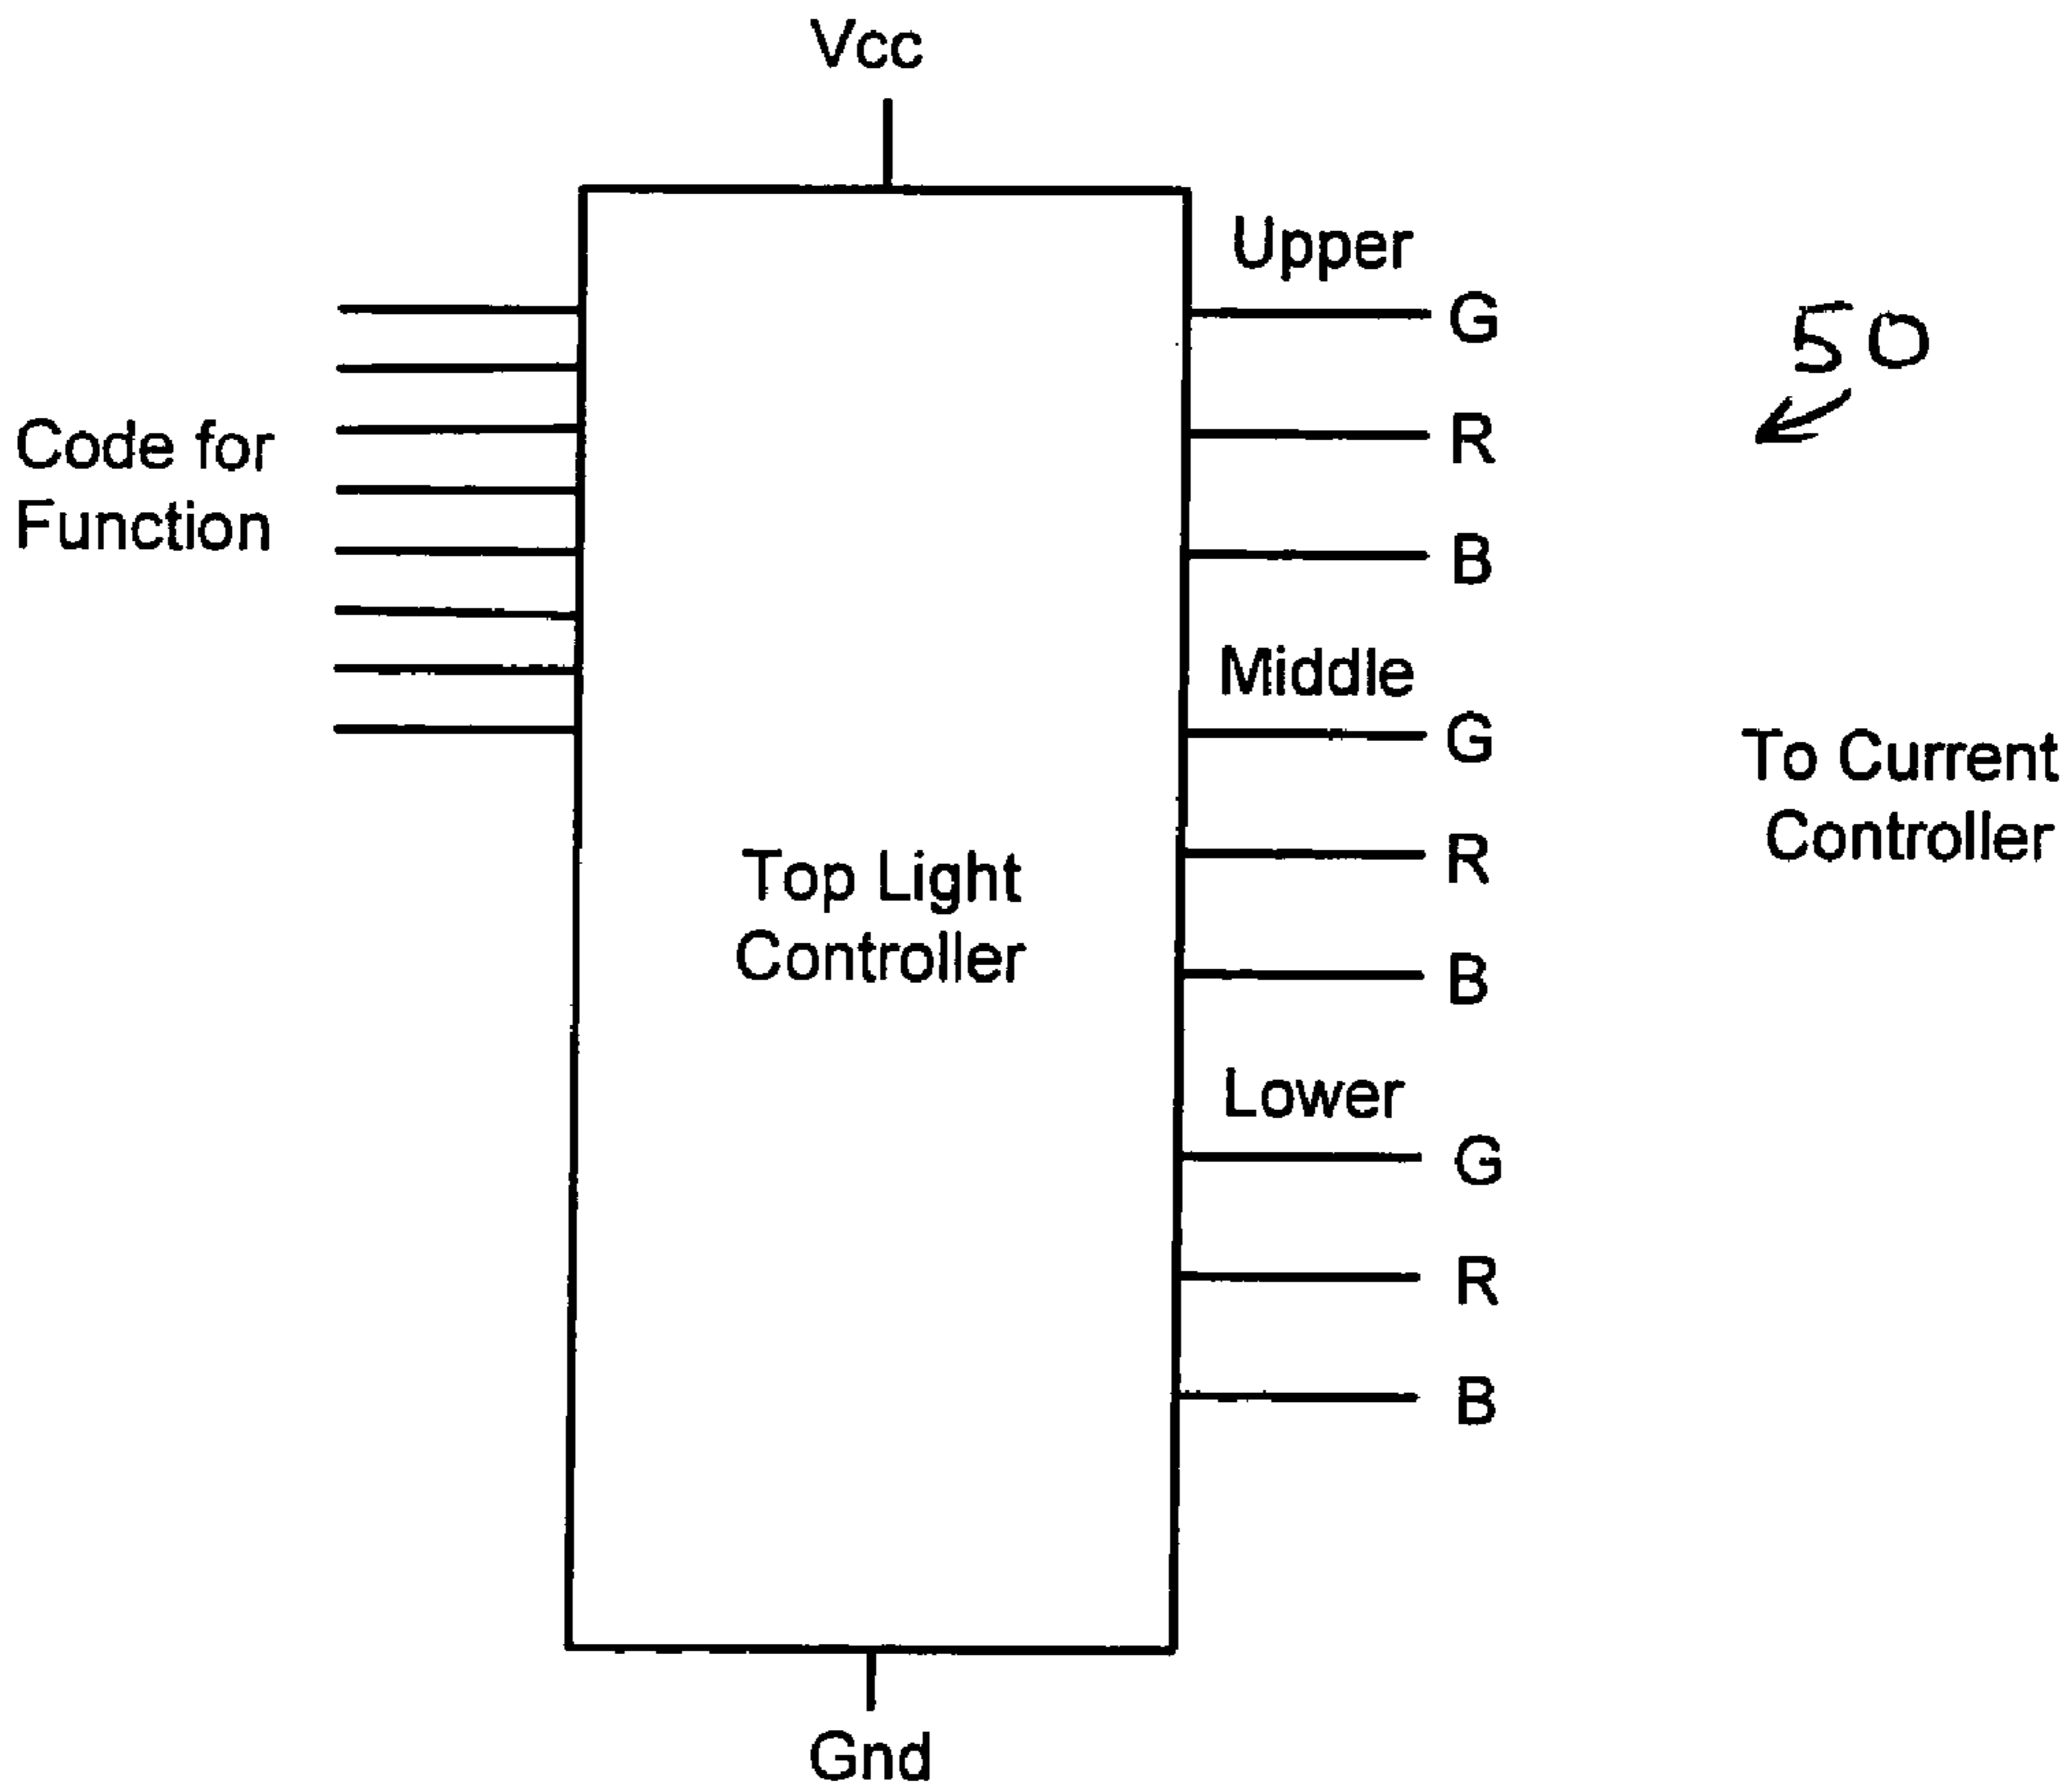 Vcc
Upper
G
50
R
Code for
Function
B
Middle
G
To Current
Controller
R
Top Light
Controller
B
Lower
G
R
B
Gnd